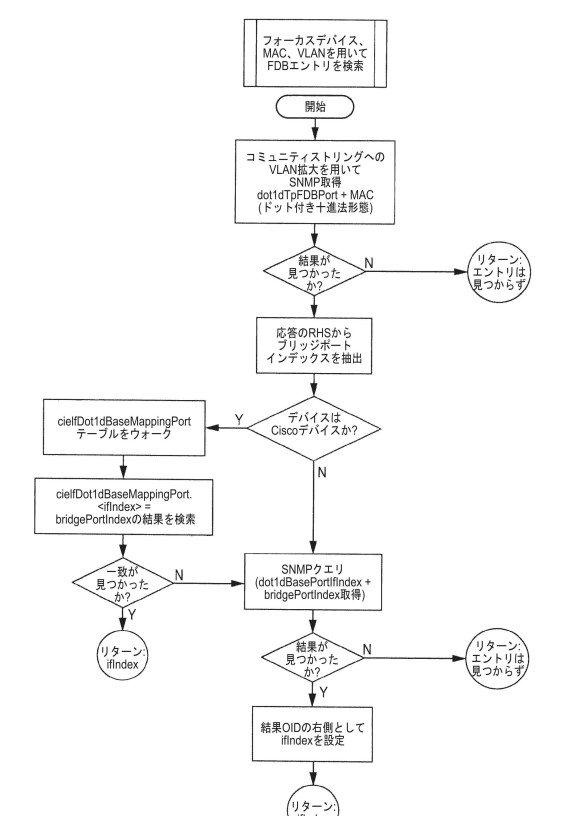 フォーカスデバイス、
MAC、VLANを用いて
FDBエントリを検索
開始
コミュニティストリングへの
VLAN拡大を用いて
SNMP取得
dot1dTpFDBPort + MAC
(ドット付き十進法形態)
結果が
見つかった
か?
N
リターン:
エントリは
見つからず
応答のRHSから
ブリッジポート
インデックスを抽出
デバイスは
Ciscoデバイスか?
Y
N
cielfDot1dBaseMappingPort
テーブルをウォーク
cielfDot1dBaseMappingPort.
<ifIndex> =
bridgePortIndexの結果を検索
一致が
見つかった
か?
N
Y
リターン:
ifIndex
SNMPクエリ
(dot1dBasePortIfIndex +
bridgePortIndex取得)
結果が
見つかった
か?
N
Y
リターン:
エントリは
見つからず
結果OIDの右側として
ifIndexを設定
リターン: